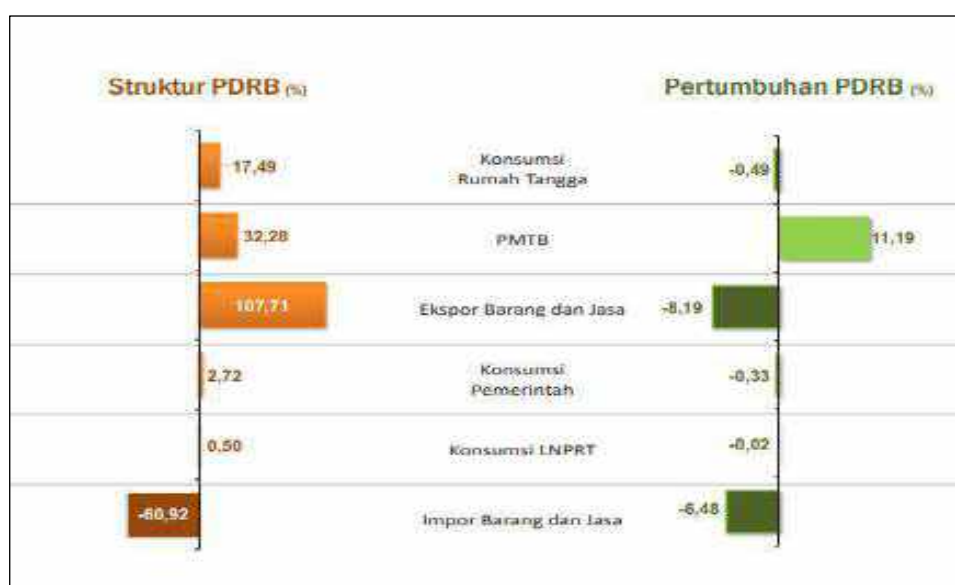 Struktur PDRB (%)
Pertumbuhan PDRB (%)
17,49
Konsumsi
Rumah Tangga
-0,49
32,28
PMTB
11,19
107,71
Ekspor Barang dan Jasa
-8,19
2,72
Konsumsi
Pemerintah
-0,33
0,50
Konsumsi LNPRT
-0,02
-60,92
Impor Barang dan Jasa
-6,48